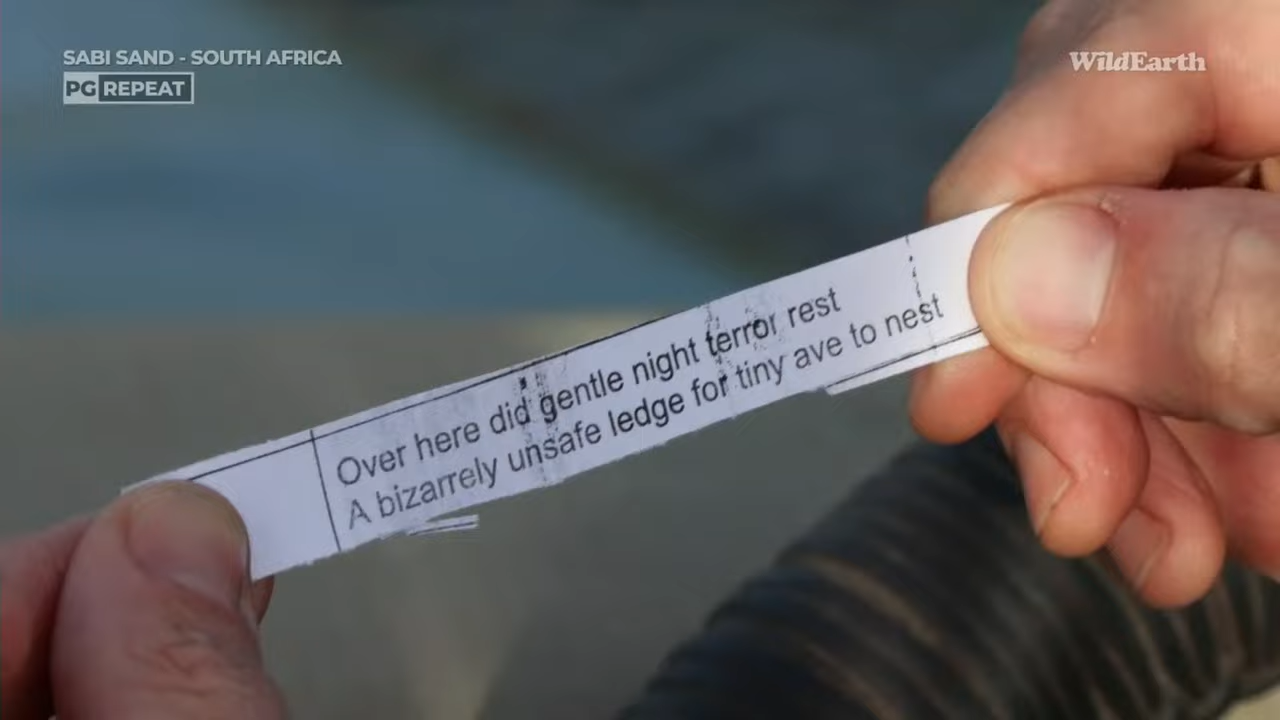 SABI SAND - SOUTH AFRICA
PG REPEAT
WildEarth
Over here did gentle night terror rest
A bizarrely unsafe ledge for tiny ave to nest